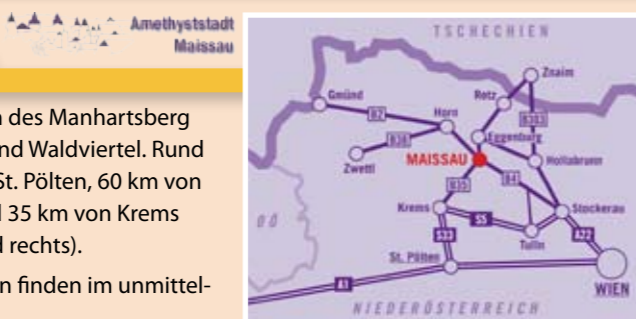 Amethyststadt
Maissau
des Manhartsberg
nd Waldviertel. Rund
St. Pölten, 60 km von
35 km von Krems
rechts).
n finden im unmittel-
TSCHECHIEN
Znaim
Retz
Gmünd
B2
Horn
B303
B38
Eggenburg
Zwettl
MAISSAU
Hollabrunn
B35
B4
Krems
Stockerau
S5
OÖ
S33
Tulln
A22
St. Pölten
WIEN
A1
NIEDERÖSTERREICH